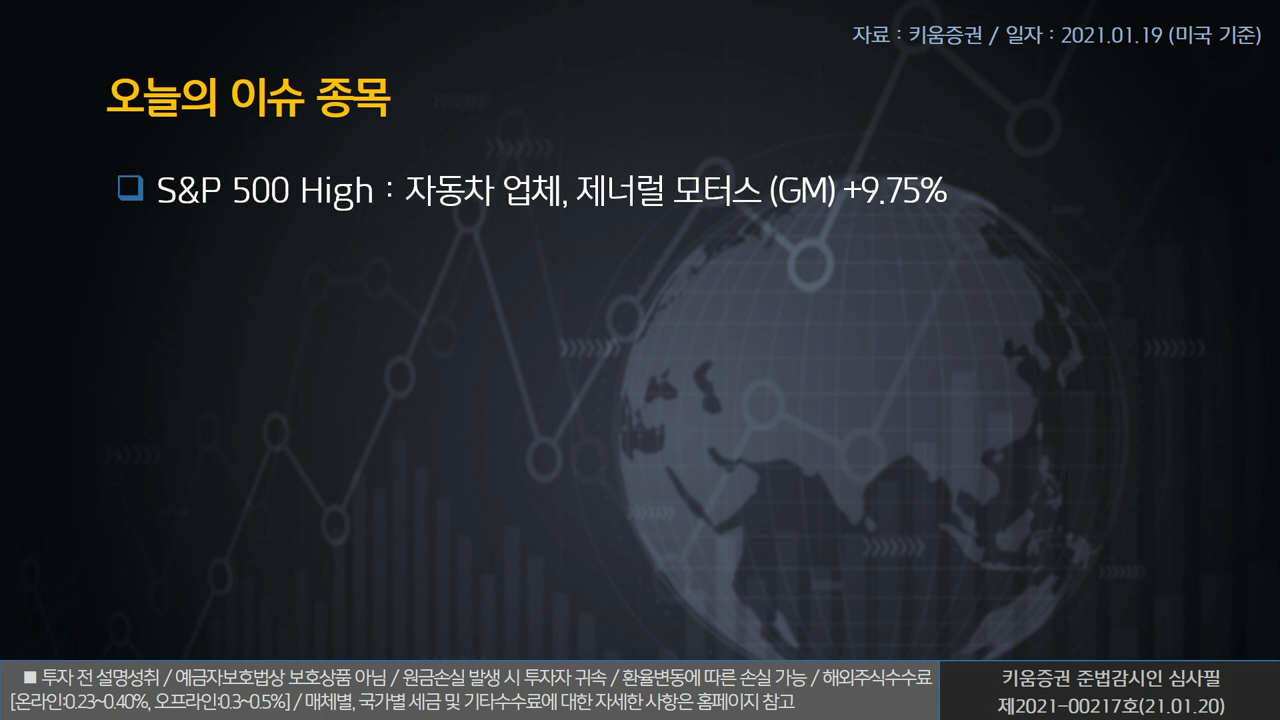 자료 : 키움증권 / 일자 : 2021.01.19 (미국 기준)
오늘의 이슈 종목
❑ S&P 500 High : 자동차 업체, 제너럴 모터스 (GM) +9.75%
■ 투자 전 설명성취 / 예금자보호법상 보호상품 아님 / 원금손실 발생 시 투자자 귀속 / 환율변동에 따른 손실 가능 / 해외주식수수료
[온라인:0.23~0.40%, 오프라인:0.3~0.5%] / 매체별, 국가별 세금 및 기타수수료에 대한 자세한 사항은 홈페이지 참고
키움증권 준법감시인 심사필
제2021-00217호(21.01.20)